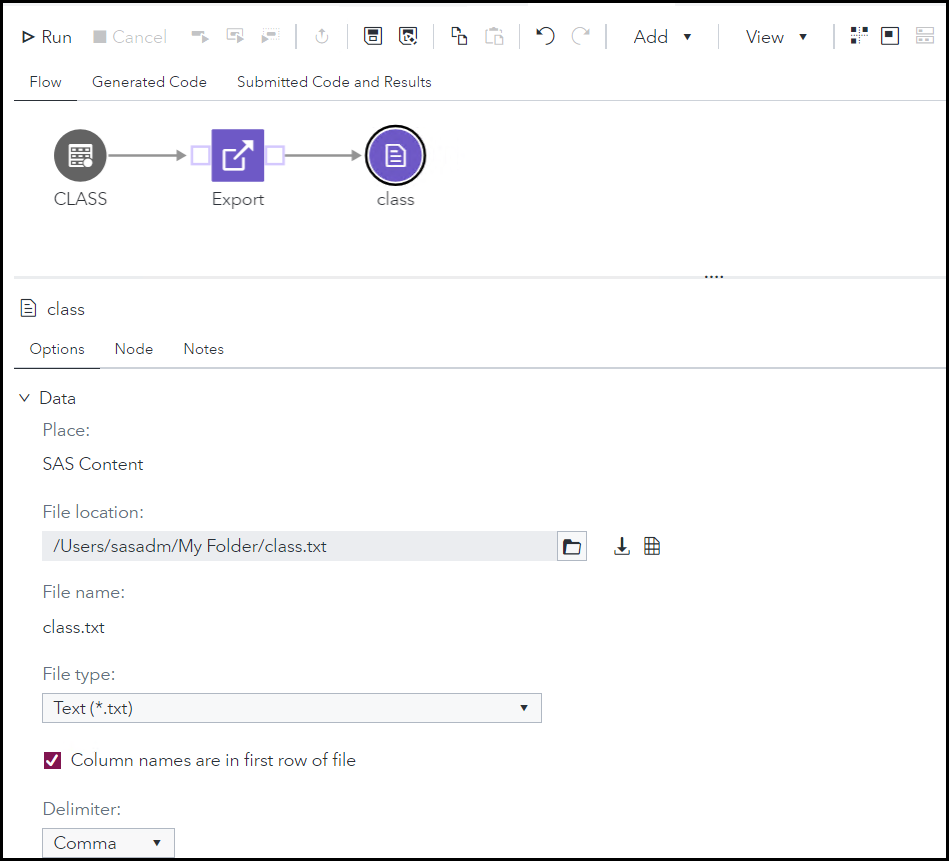 Run Cancel Add View
Flow Generated Code Submitted Code and Results
CLASS Export class
class
Options Node Notes
Data
Place:
SAS Content
File location:
/Users/sasadm/My Folder/class.txt
File name:
class.txt
File type:
Text (*.txt)
Column names are in first row of file
Delimiter:
Comma